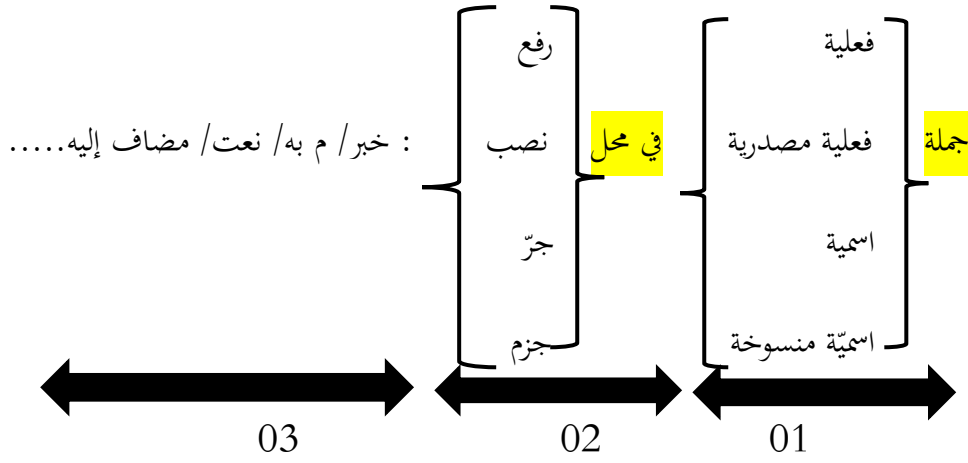 فعلية رفع
جملة فعلية مصدرية في محل نصب : خبر/ م به/ نعت/ مضاف إليه.....
اسمية جرّ
اسميّة منسوخة جزم
01 02 03